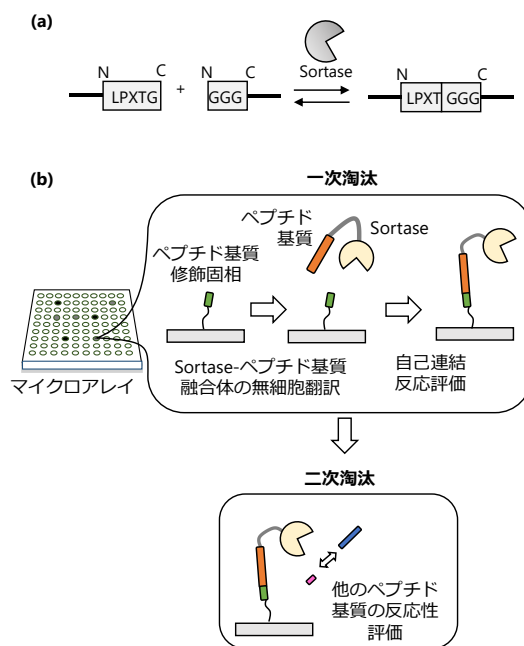 (a)
Sortase
N C N C N C
LPXTG + GGG LPXT GGG
(b)
一次淘汰
ペプチド
基質
Sortase
ペプチド基質
修飾固相
マイクロアレイ
Sortase-ペプチド基質
融合体の無細胞翻訳
自己連結
反応評価
二次淘汰
他のペプチド
基質の反応性
評価